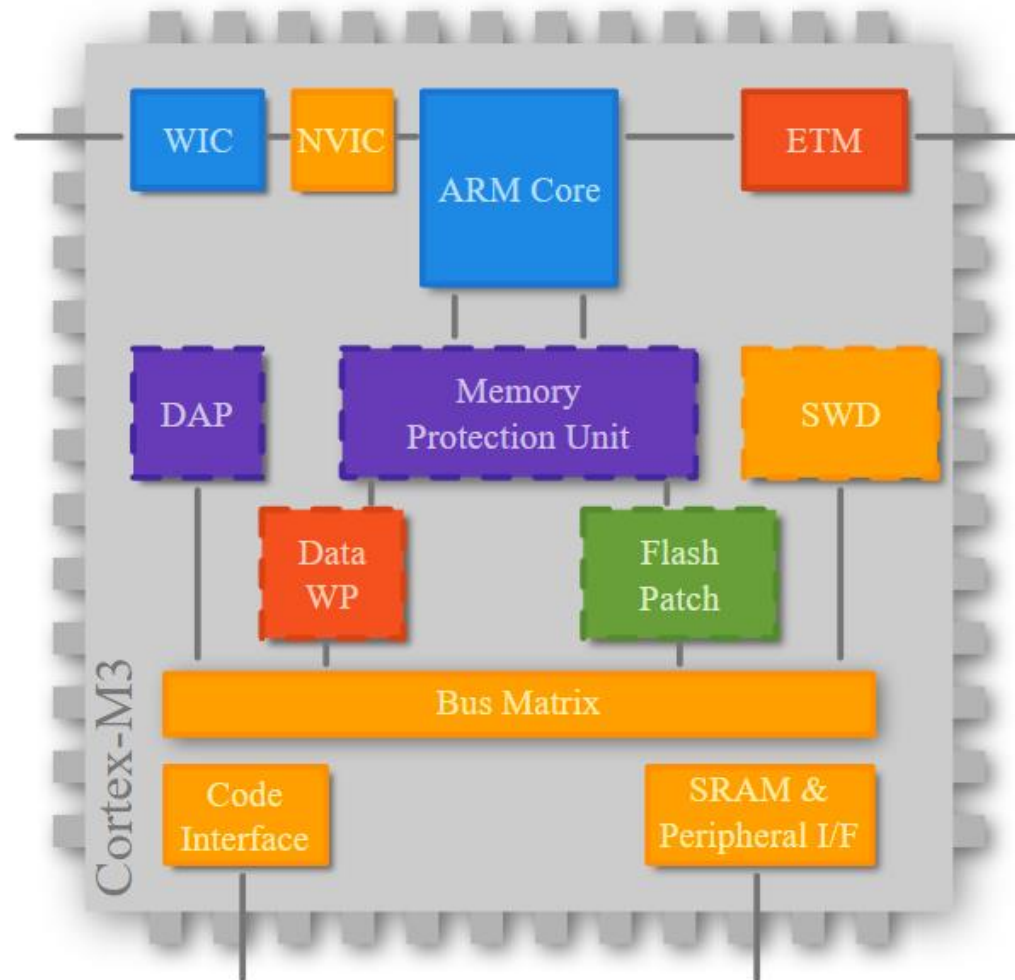 WIC
NVIC
ARM Core
ETM
DAP
Memory
Protection Unit
SWD
Data
WP
Flash
Patch
Bus Matrix
Code
Interface
SRAM &
Peripheral I/F
Cortex-M3